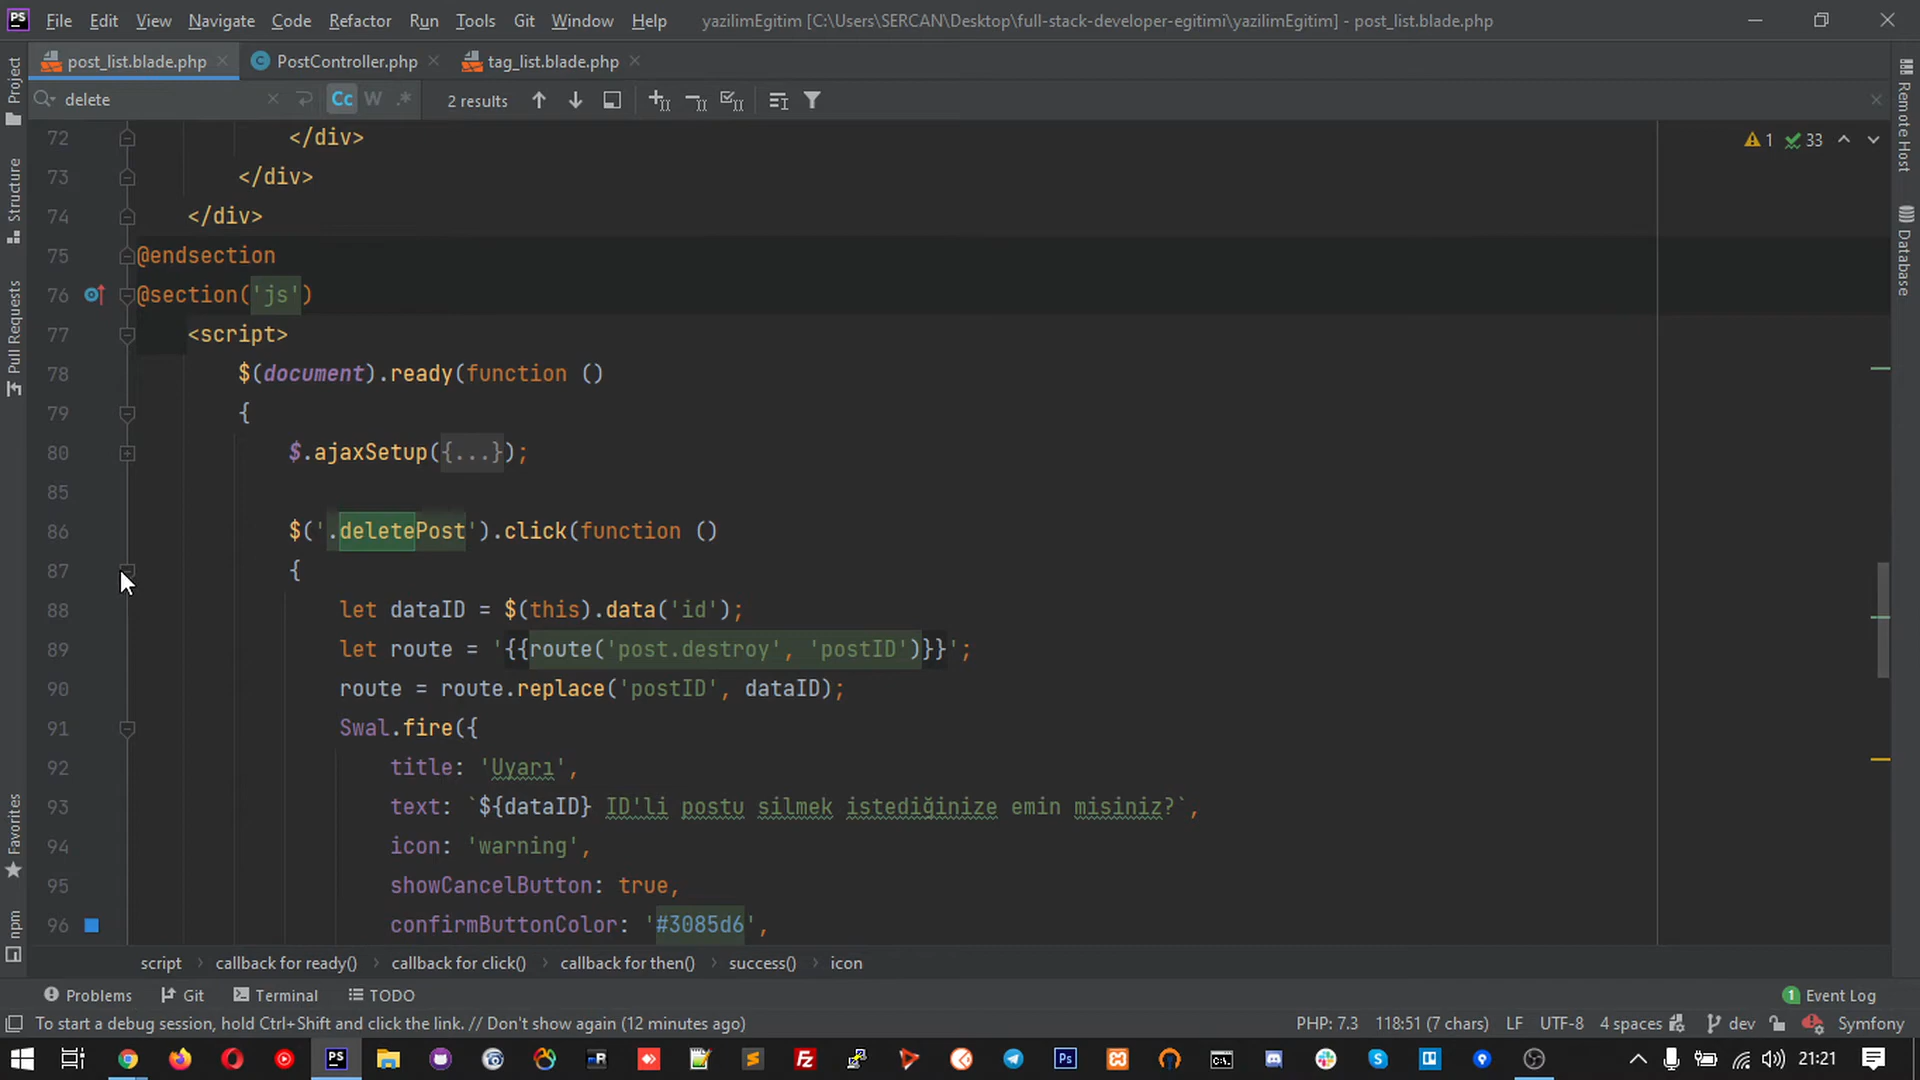 PS File Edit View Navigate Code Refactor Run Tools Git Window Help yazilimEgitim [C:\Users\SERCAN\Desktop\full-stack-developer-egitimi\yazilimEgitim] - post_list.blade.php
post_list.blade.php PostController.php tag_list.blade.php
delete Cc W .* 2 results
72 </div>
73 </div>
74 </div>
75 @endsection
76 @section('js')
77 <script>
78 $(document).ready(function ()
79 {
80 $.ajaxSetup({...});
85
86 $('.deletePost').click(function ()
87 {
88 let dataID = $(this).data('id');
89 let route = '{{route('post.destroy', 'postID')}}';
90 route = route.replace('postID', dataID);
91 Swal.fire({
92 title: 'Uyarı',
93 text: `${dataID} ID'li postu silmek istediğinize emin misiniz?`,
94 icon: 'warning',
95 showCancelButton: true,
96 confirmButtonColor: '#3085d6',
1 33
Project
Structure
Pull Requests
Favorites
npm
Remote Host
Database
script callback for ready() callback for click() callback for then() success() icon
Problems Git Terminal TODO 1 Event Log
To start a debug session, hold Ctrl+Shift and click the link. // Don't show again (12 minutes ago) PHP: 7.3 118:51 (7 chars) LF UTF-8 4 spaces dev Symfony
PS Ps 21:21